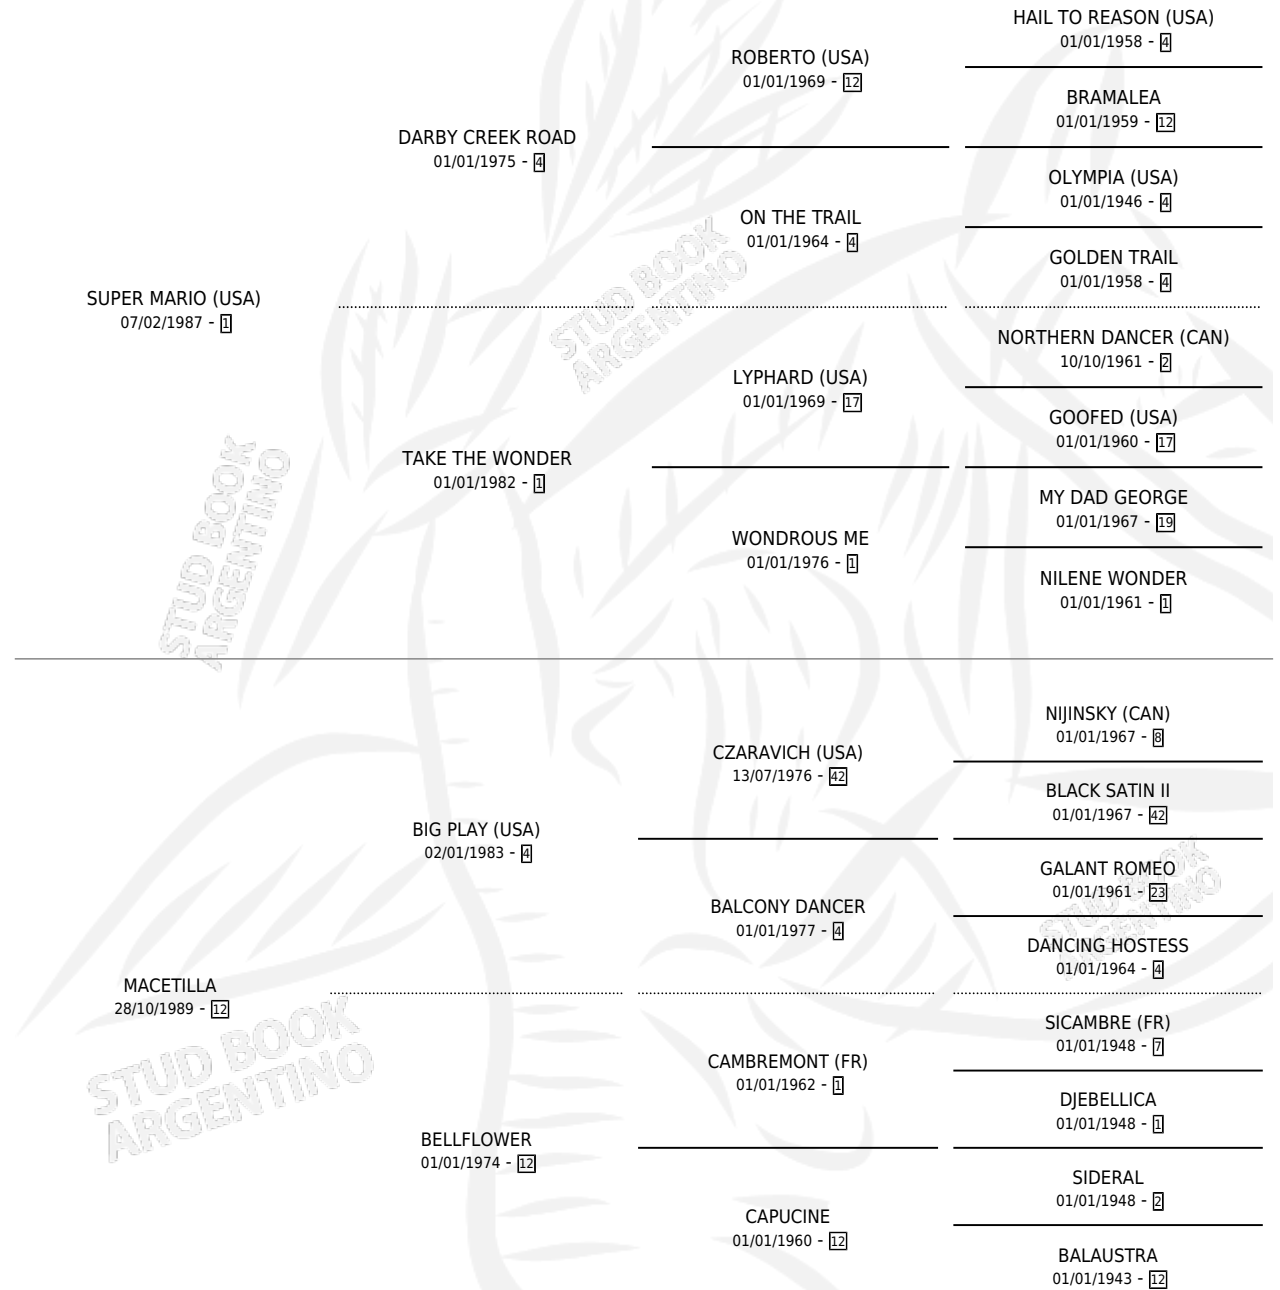 HAIL TO REASON (USA)
01/01/1958 - 4
ROBERTO (USA)
01/01/1969 - 12
BRAMALEA
01/01/1959 - 12
DARBY CREEK ROAD
01/01/1975 - 4
OLYMPIA (USA)
01/01/1946 - 4
ON THE TRAIL
01/01/1964 - 4
GOLDEN TRAIL
01/01/1958 - 4
SUPER MARIO (USA)
07/02/1987 - 1
NORTHERN DANCER (CAN)
10/10/1961 - 2
LYPHARD (USA)
01/01/1969 - 17
GOOFED (USA)
01/01/1960 - 17
TAKE THE WONDER
01/01/1982 - 1
MY DAD GEORGE
01/01/1967 - 19
WONDROUS ME
01/01/1976 - 1
NILENE WONDER
01/01/1961 - 1
NIJINSKY (CAN)
01/01/1967 - 8
CZARAVICH (USA)
13/07/1976 - 42
BLACK SATIN II
01/01/1967 - 42
BIG PLAY (USA)
02/01/1983 - 4
GALANT ROMEO
01/01/1961 - 23
BALCONY DANCER
01/01/1977 - 4
DANCING HOSTESS
01/01/1964 - 4
MACETILLA
28/10/1989 - 12
SICAMBRE (FR)
01/01/1948 - 7
CAMBREMONT (FR)
01/01/1962 - 1
DJEBELLICA
01/01/1948 - 1
BELLFLOWER
01/01/1974 - 12
SIDERAL
01/01/1948 - 2
CAPUCINE
01/01/1960 - 12
BALAUSTRA
01/01/1943 - 12
STUD BOOK
ARGENTINO
STUD BOOK
ARGENTINO
STUD BOOK
ARGENTINO
STUD BOOK
ARGENTINO